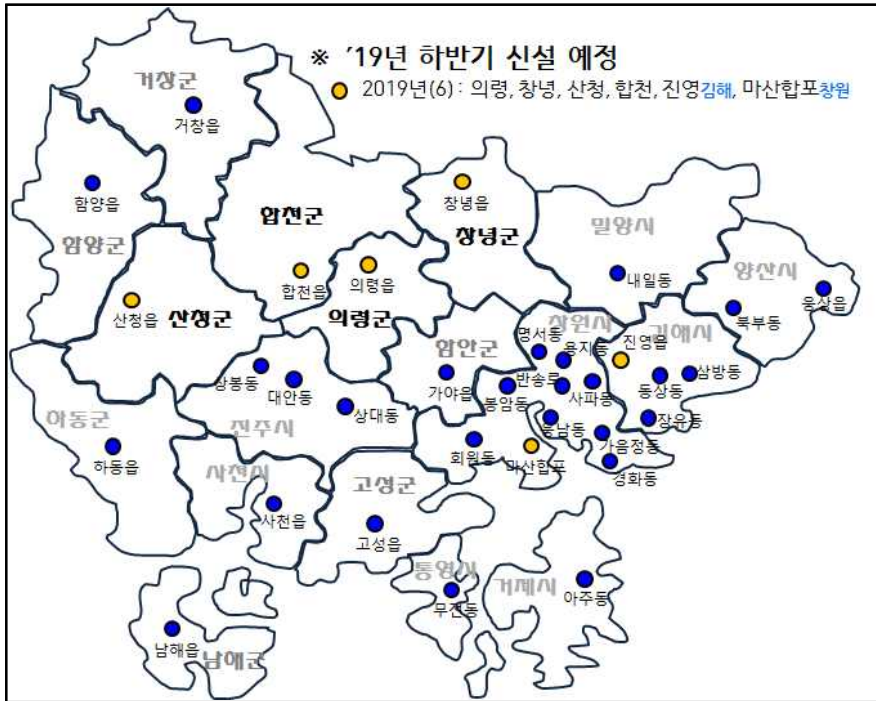 ※ ′19년 하반기 신설 예정
2019년(6) : 의령, 창녕, 산청, 합천, 진영김해, 마산합포창원
거창군
거창읍
함양읍
함양군
합천군
합천읍
창녕읍
창녕군
밀양시
내일동
양산시
웅상읍
북부동
산청읍
산청군
의령읍
의령군
함안군
가야읍
창원시
명서동
용지동
반송로
봉암동
사파동
웅남동
가음정동
경화동
회원동
마산합포
김해시
진영읍
동상동
삼방동
장유동
장봉동
대안동
상대동
진주시
하동군
하동읍
사천시
사천읍
고성군
고성읍
통영시
무전동
거제시
아주동
남해읍
남해군